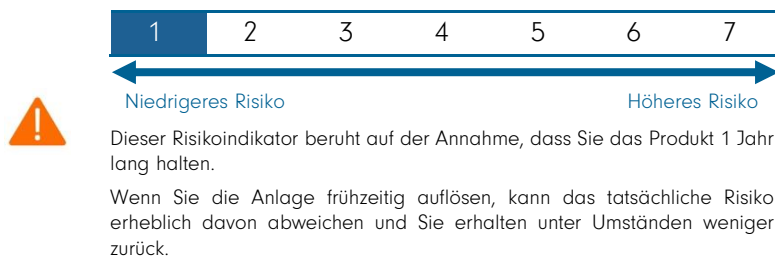 1 2 3 4 5 6 7
Niedrigeres Risiko Höheres Risiko
Dieser Risikoindikator beruht auf der Annahme, dass Sie das Produkt 1 Jahr
lang halten.
Wenn Sie die Anlage frühzeitig auflösen, kann das tatsächliche Risiko
erheblich davon abweichen und Sie erhalten unter Umständen weniger
zurück.